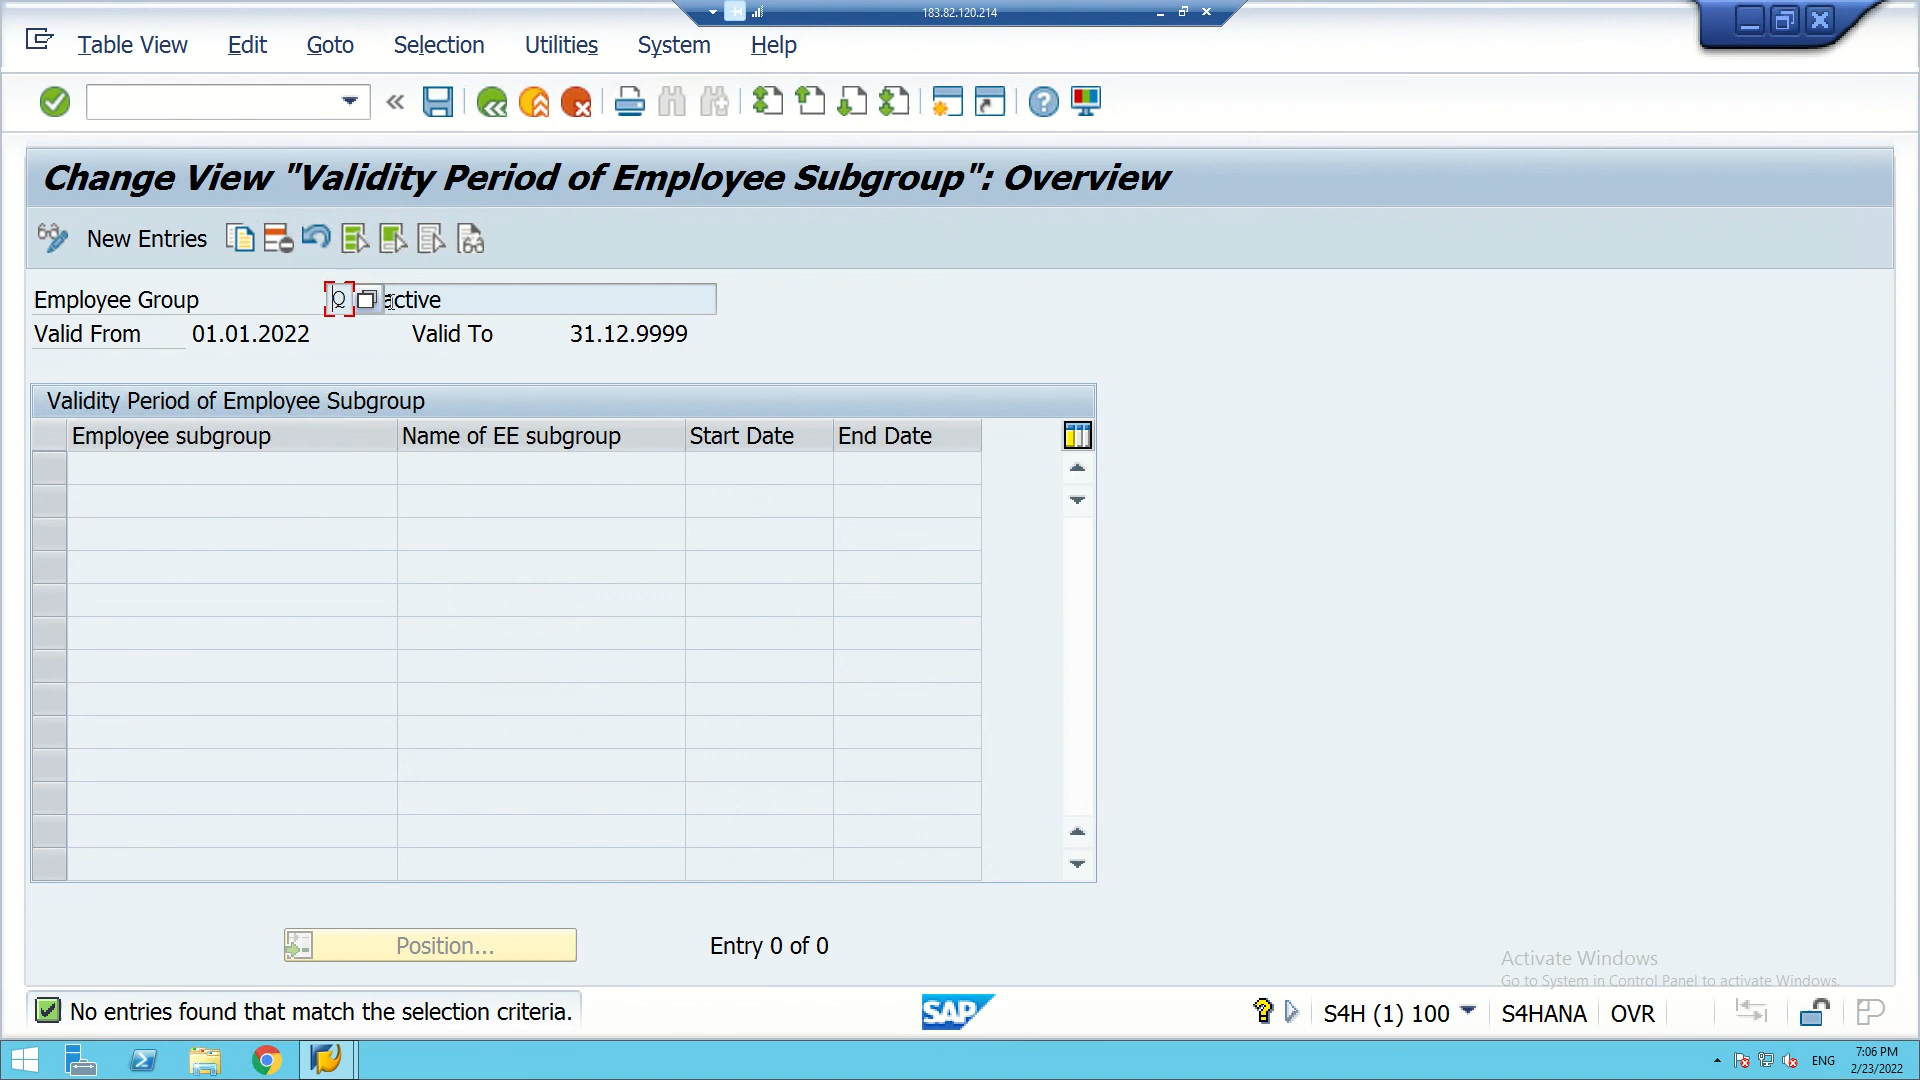 183.82.120.214
Table View Edit Goto Selection Utilities System Help
Change View "Validity Period of Employee Subgroup": Overview
New Entries
Employee Group Q active
Valid From 01.01.2022 Valid To 31.12.9999
Validity Period of Employee Subgroup
Employee subgroup Name of EE subgroup Start Date End Date
Position... Entry 0 of 0
Activate Windows
Go to System in Control Panel to activate Windows.
No entries found that match the selection criteria. SAP S4H (1) 100 S4HANA OVR
ENG 7:06 PM
2/23/2022